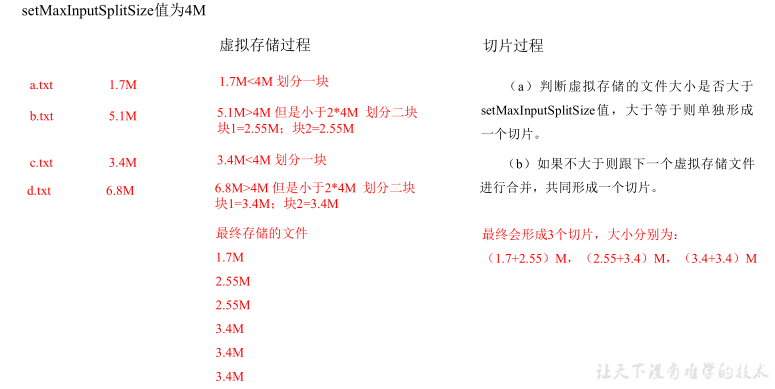 setMaxInputSplitSize值为4M
虚拟存储过程
切片过程
a.txt 1.7M 1.7M<4M 划分一块
b.txt 5.1M 5.1M>4M 但是小于2*4M 划分二块
块1=2.55M；块2=2.55M
c.txt 3.4M 3.4M<4M 划分一块
d.txt 6.8M 6.8M>4M 但是小于2*4M 划分二块
块1=3.4M；块2=3.4M
最终存储的文件
1.7M
2.55M
2.55M
3.4M
3.4M
3.4M
（a）判断虚拟存储的文件大小是否大于
setMaxInputSplitSize值，大于等于则单独形成
一个切片。
（b）如果不大于则跟下一个虚拟存储文件
进行合并，共同形成一个切片。
最终会形成3个切片，大小分别为：
（1.7+2.55）M，（2.55+3.4）M，（3.4+3.4）M
让天下没有难学的技术